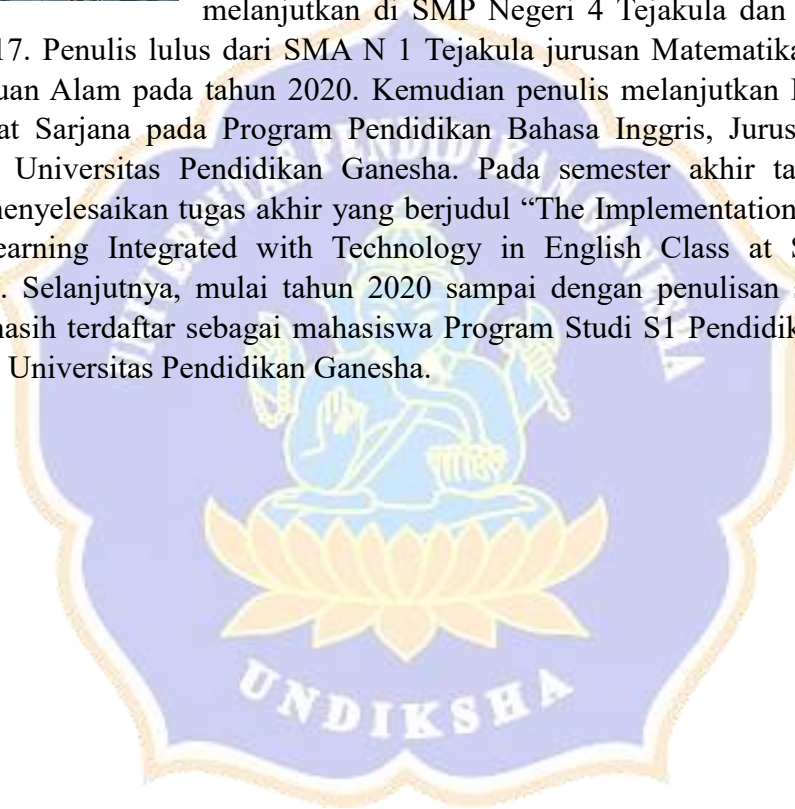 melanjutkan di SMP Negeri 4 Tejakula dan
17. Penulis lulus dari SMA N 1 Tejakula jurusan Matematika
uan Alam pada tahun 2020. Kemudian penulis melanjutkan
at Sarjana pada Program Pendidikan Bahasa Inggris, Jurus
Universitas Pendidikan Ganesha. Pada semester akhir ta
menyelesaikan tugas akhir yang berjudul “The Implementation
earning Integrated with Technology in English Class at S
. Selanjutnya, mulai tahun 2020 sampai dengan penulisan
masih terdaftar sebagai mahasiswa Program Studi S1 Pendidik
Universitas Pendidikan Ganesha.
UNIVERSITAS PENDIDIKAN GANESHA
UNDIKSHA